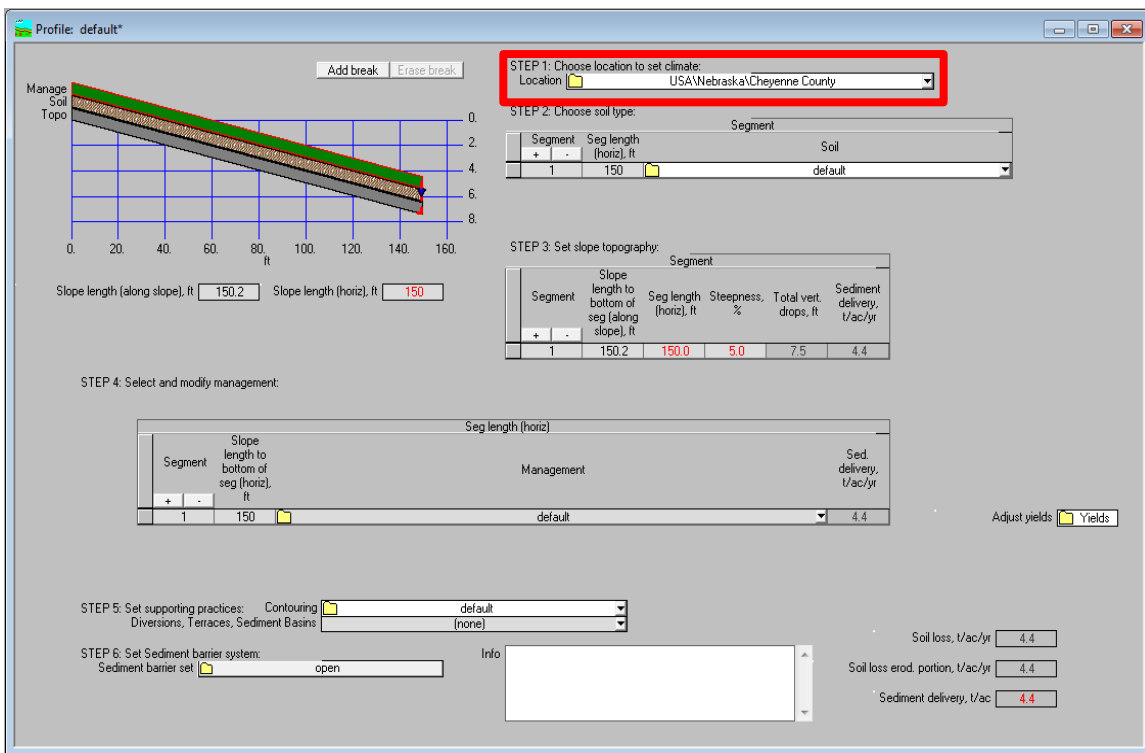 Profile: default*
Add break Erase break
Manage
Soil
Topo
0.
2.
4.
6.
8.
0. 20. 40. 60. 80. 100. 120. 140. 160.
ft
Slope length (along slope), ft 150.2 Slope length (horiz), ft 150
STEP 1: Choose location to set climate:
Location USA\Nebraska\Cheyenne County
STEP 2: Choose soil type:
Segment
Segment Seg length Soil
+ - (horiz), ft
1 150 default
STEP 3: Set slope topography:
Segment
Slope
length to
bottom of
seg (along
slope), ft
Segment
+ -
Seg length
(horiz), ft
Steepness,
%
Total vert.
drops, ft
Sediment
delivery,
t/ac/yr
1 150.2 150.0 5.0 7.5 4.4
STEP 4: Select and modify management:
Seg length (horiz)
Segment
+ -
Slope
length to
bottom of
seg (horiz),
ft
Management
Sed.
delivery,
t/ac/yr
1 150 default 4.4
Adjust yields Yields
STEP 5: Set supporting practices: Contouring default
Diversions, Terraces, Sediment Basins (none)
STEP 6: Set Sediment barrier system:
Sediment barrier set open
Info
Soil loss, t/ac/yr 4.4
Soil loss erod. portion, t/ac/yr 4.4
Sediment delivery, t/ac 4.4